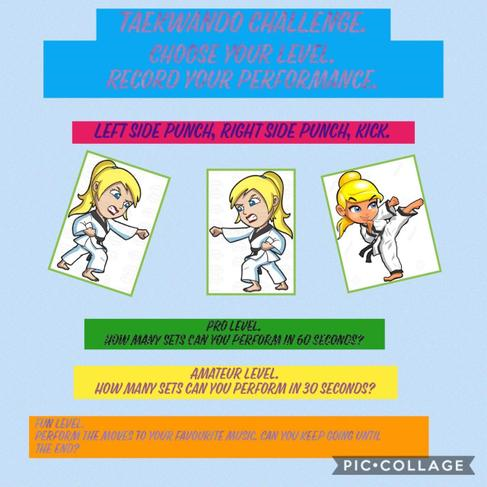 TAEKWANDO CHALLENGE.
CHOOSE YOUR LEVEL.
RECORD YOUR PERFORMANCE.
LEFT SIDE PUNCH, RIGHT SIDE PUNCH, KICK.
PRO LEVEL.
HOW MANY SETS CAN YOU PERFORM IN 60 SECONDS?
AMATEUR LEVEL.
HOW MANY SETS CAN YOU PERFORM IN 30 SECONDS?
FUN LEVEL.
PERFORM THE MOVES TO YOUR FAVOURITE MUSIC. CAN YOU KEEP GOING UNTIL
THE END?
PIC•COLLAGE